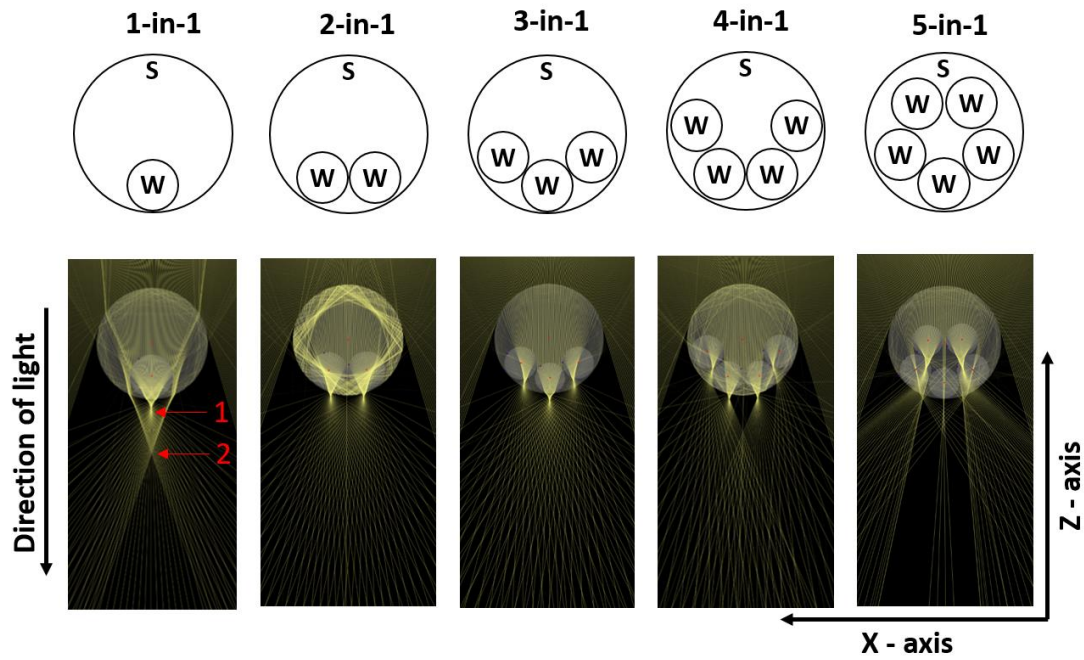 1-in-1
2-in-1
3-in-1
4-in-1
5-in-1
S
S
S
S
S
W
W W
W W W
W W W W
W W W W W
Direction of light
1
2
Z - axis
X - axis